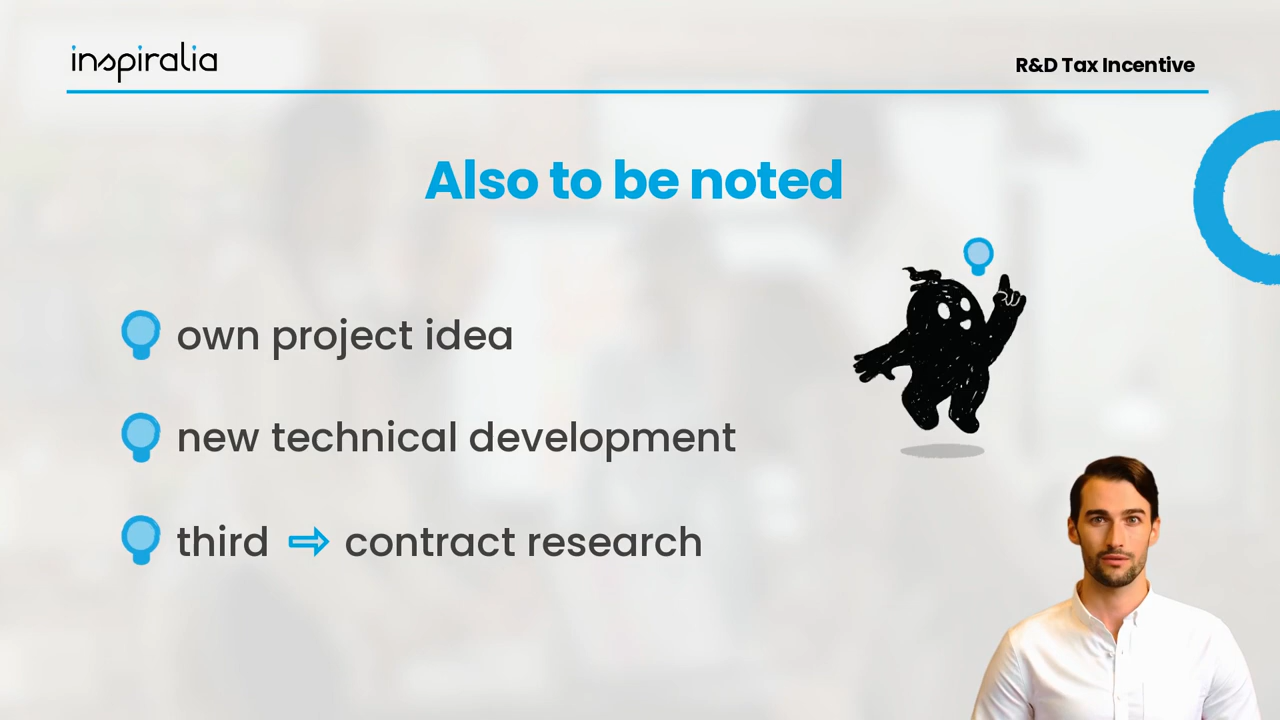 inspiralia
R&D Tax Incentive
Also to be noted
own project idea
new technical development
third ⇨ contract research